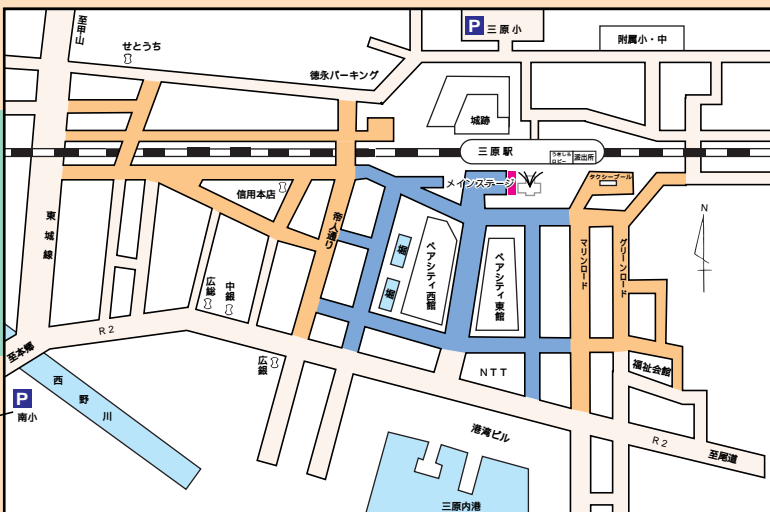 至甲山
せとうち
P 三原小
附属小・中
徳永パーキング
城跡
三原駅
うきしろ
ロビー
派出所
メインステージ
タクシープール
信用本店
帝人通り
東城線
堀
堀
ペアシティ西館
ペアシティ東館
マリンロード
グリーンロード
N
広総
中銀
R2
至本郷
広銀
NTT
福祉会館
P
南小
西野川
港湾ビル
R2
至尾道
三原内港